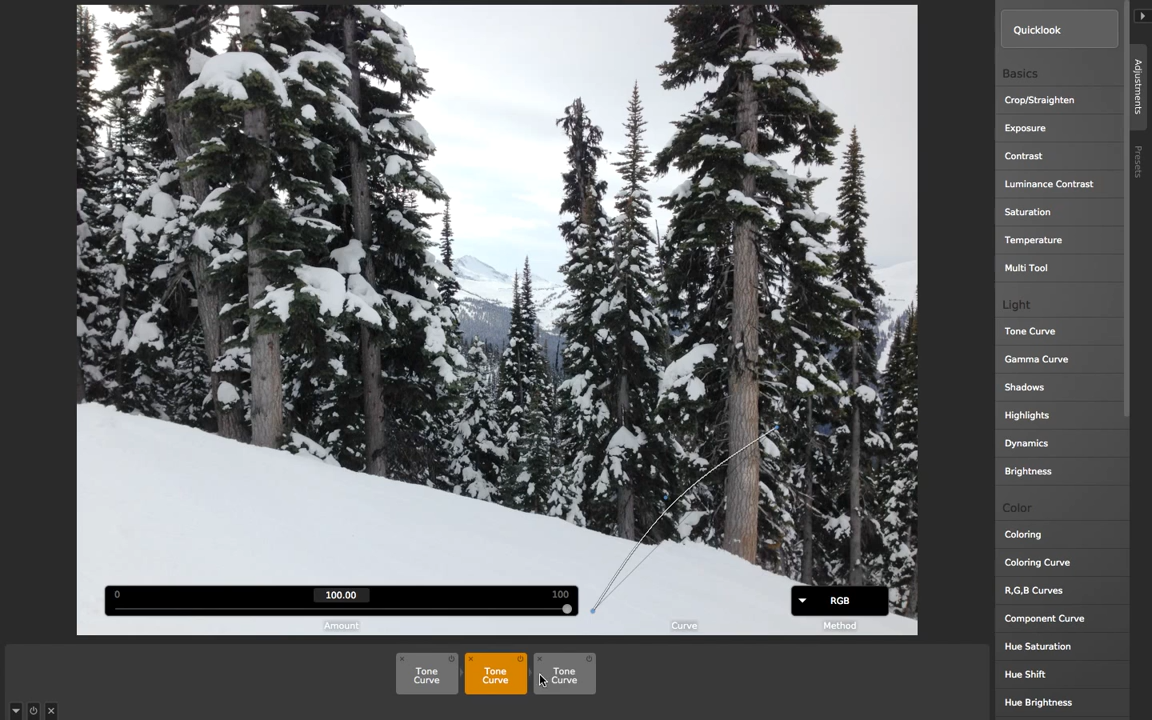 Quicklook
Adjustments
Presets
Basics
Crop/Straighten
Exposure
Contrast
Luminance Contrast
Saturation
Temperature
Multi Tool
Light
Tone Curve
Gamma Curve
Shadows
Highlights
Dynamics
Brightness
Color
Coloring
Coloring Curve
R,G,B Curves
Component Curve
Hue Saturation
Hue Shift
Hue Brightness
0
100.00
100
Amount
Curve
RGB
Method
Tone
Curve
Tone
Curve
Tone
Curve